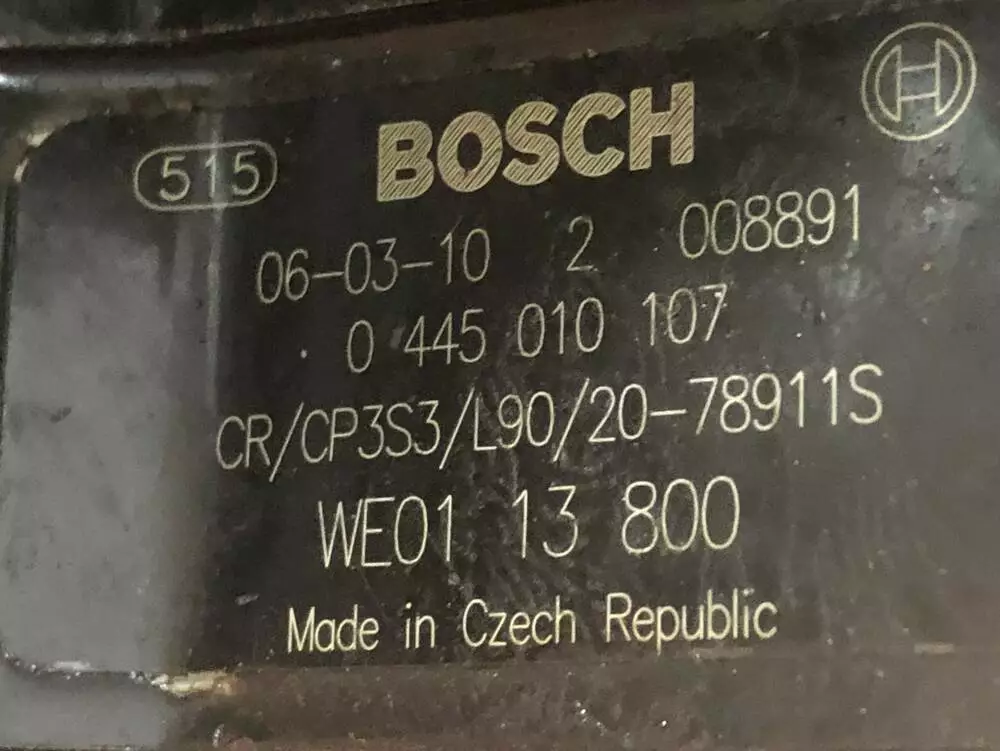 515 BOSCH
06-03-10 2 008891
0 445 010 107
CR/CP3S3/L90/20-78911S
WE01 13 800
Made in Czech Republic